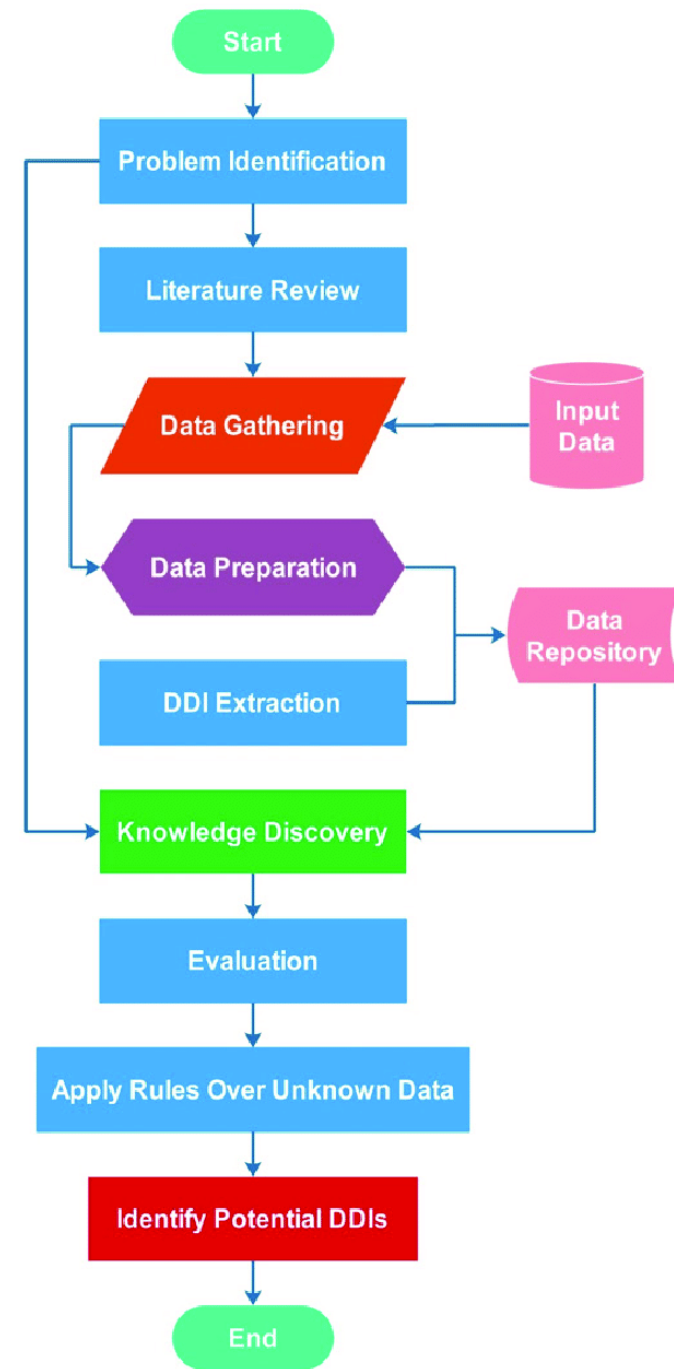 Start
Problem Identification
Literature Review
Data Gathering
Input
Data
Data Preparation
Data
Repository
DDI Extraction
Knowledge Discovery
Evaluation
Apply Rules Over Unknown Data
Identify Potential DDIs
End